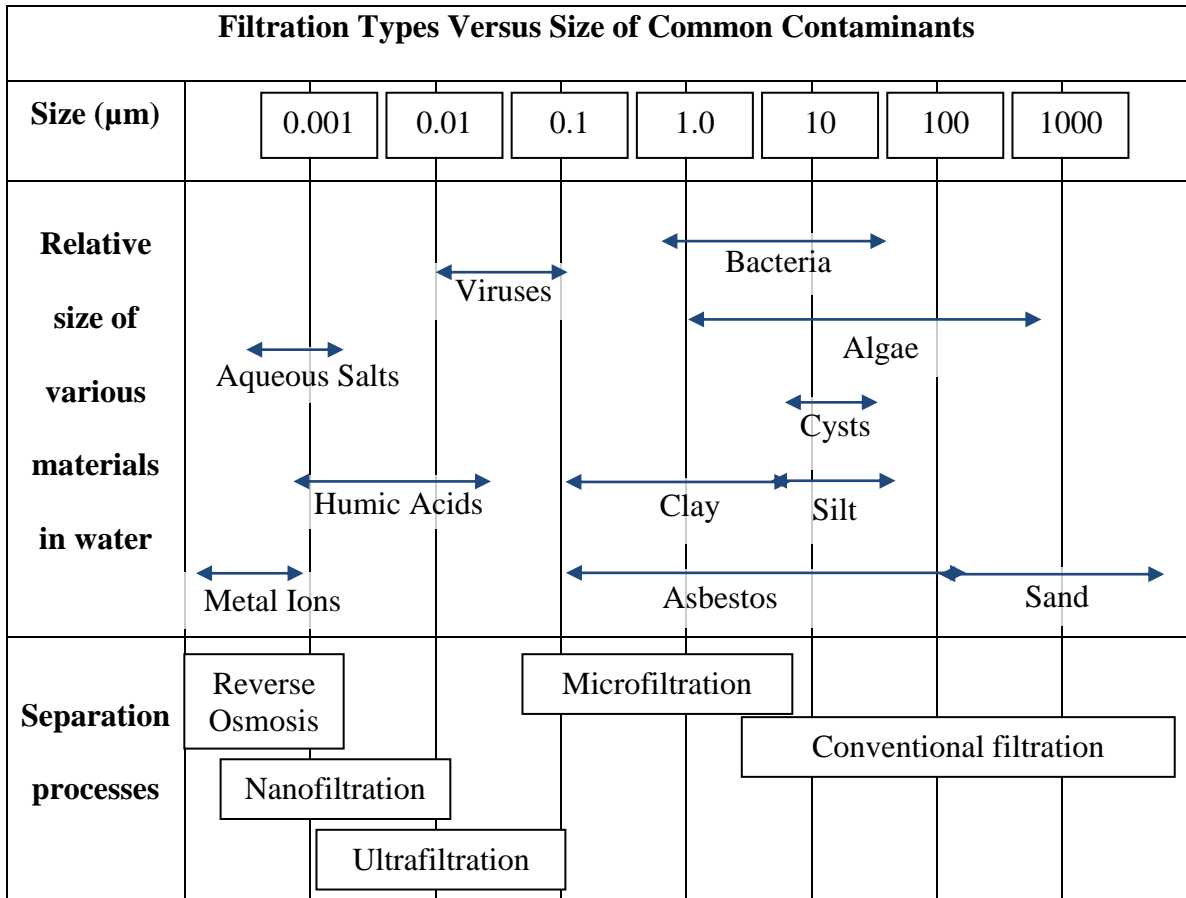 Filtration Types Versus Size of Common Contaminants
Size (µm)
0.001
0.01
0.1
1.0
10
100
1000
Relative
size of
various
materials
in water
Bacteria
Viruses
Algae
Aqueous Salts
Cysts
Humic Acids
Clay
Silt
Metal Ions
Asbestos
Sand
Separation
processes
Reverse
Osmosis
Microfiltration
Conventional filtration
Nanofiltration
Ultrafiltration